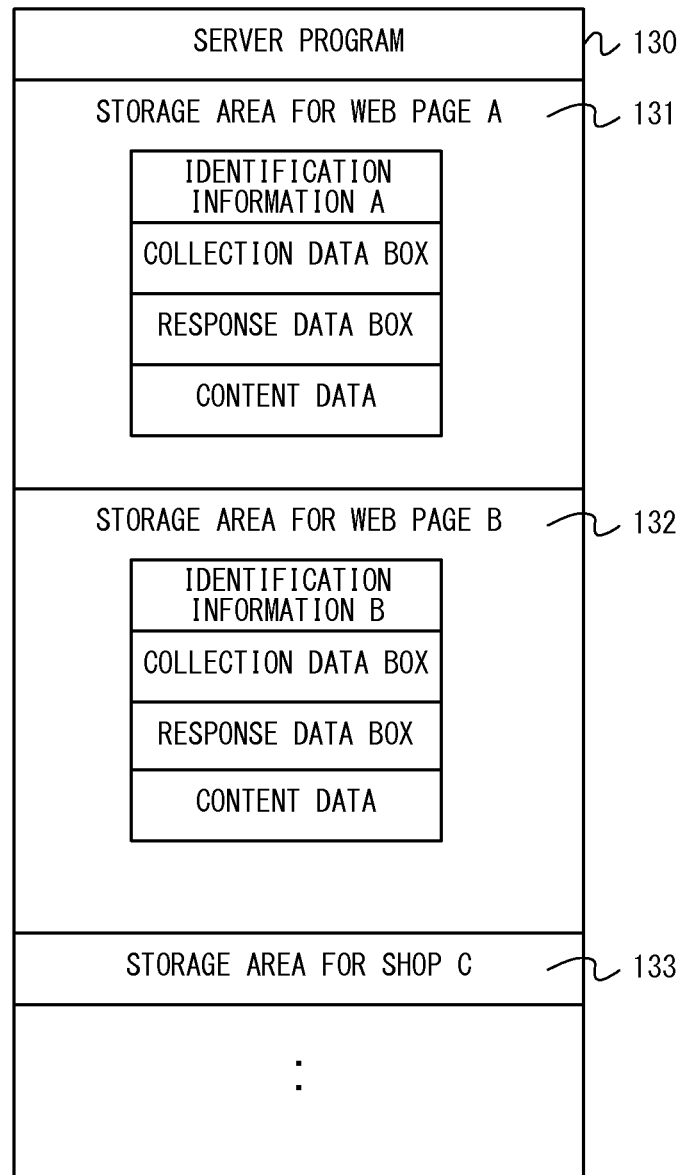 SERVER PROGRAM
130
STORAGE AREA FOR WEB PAGE A
131
IDENTIFICATION
INFORMATION A
COLLECTION DATA BOX
RESPONSE DATA BOX
CONTENT DATA
STORAGE AREA FOR WEB PAGE B
132
IDENTIFICATION
INFORMATION B
COLLECTION DATA BOX
RESPONSE DATA BOX
CONTENT DATA
STORAGE AREA FOR SHOP C
133
: